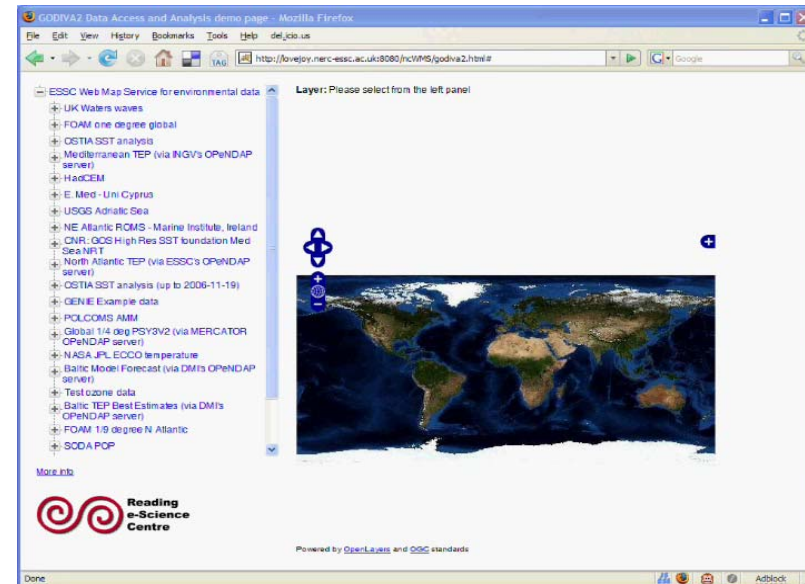 GODIVA2 Data Access and Analysis demo page - Mozilla Firefox
File Edit View History Bookmarks Tools Help del.icio.us
TAG http://lovejoy.nerc-essc.ac.uk:8080/ncWMS/godiva2.html# G Google
Layer: Please select from the left panel
ESSC Web Map Service for environmental data
UK Waters waves
FOAM one degree global
OSTIA SST analysis
Mediterranean TEP (via INGV's OPeNDAP
server)
HadCEM
E. Med - Uni Cyprus
USGS Adriatic Sea
NE Atlantic ROMS - Marine Institute, Ireland
CNR: GOS High Res SST foundation Med
Sea NRT
North Atlantic TEP (via ESSC's OPeNDAP
server)
OSTIA SST analysis (up to 2006-11-19)
GENIE Example data
POLCOMS AMM
Global 1/4 deg PSY3V2 (via MERCATOR
OPeNDAP server)
NASA JPL ECCO temperature
Baltic Model Forecast (via DMI's OPeNDAP
server)
Test ozone data
Baltic TEP Best Estimates (via DMI's
OPeNDAP server)
FOAM 1/9 degree N Atlantic
SODA POP
More info
Reading
e-Science
Centre
Powered by OpenLayers and OGC standards
Done Adblock